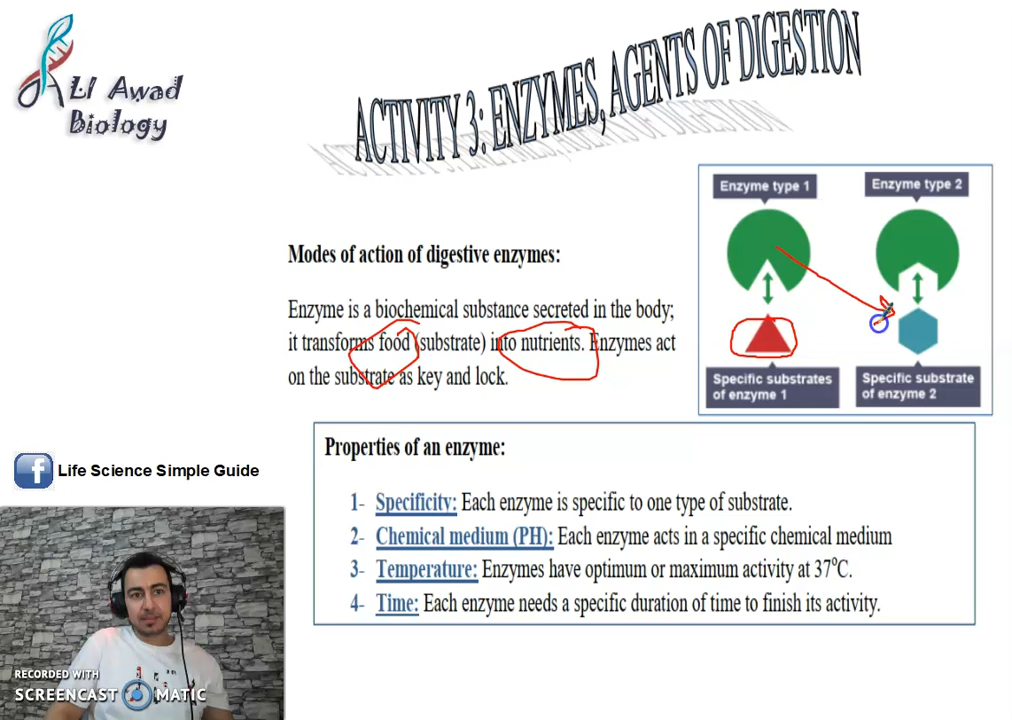 ALI Awad
Biology
ACTIVITY 3: ENZYMES, AGENTS OF DIGESTION
Enzyme type 1
Enzyme type 2
Specific substrates
of enzyme 1
Specific substrate
of enzyme 2
Modes of action of digestive enzymes:
Enzyme is a biochemical substance secreted in the body;
it transforms food (substrate) into nutrients. Enzymes act
on the substrate as key and lock.
Properties of an enzyme:
1- Specificity: Each enzyme is specific to one type of substrate.
2- Chemical medium (PH): Each enzyme acts in a specific chemical medium
3- Temperature: Enzymes have optimum or maximum activity at 37°C.
4- Time: Each enzyme needs a specific duration of time to finish its activity.
f Life Science Simple Guide
RECORDED WITH
SCREENCAST MATIC